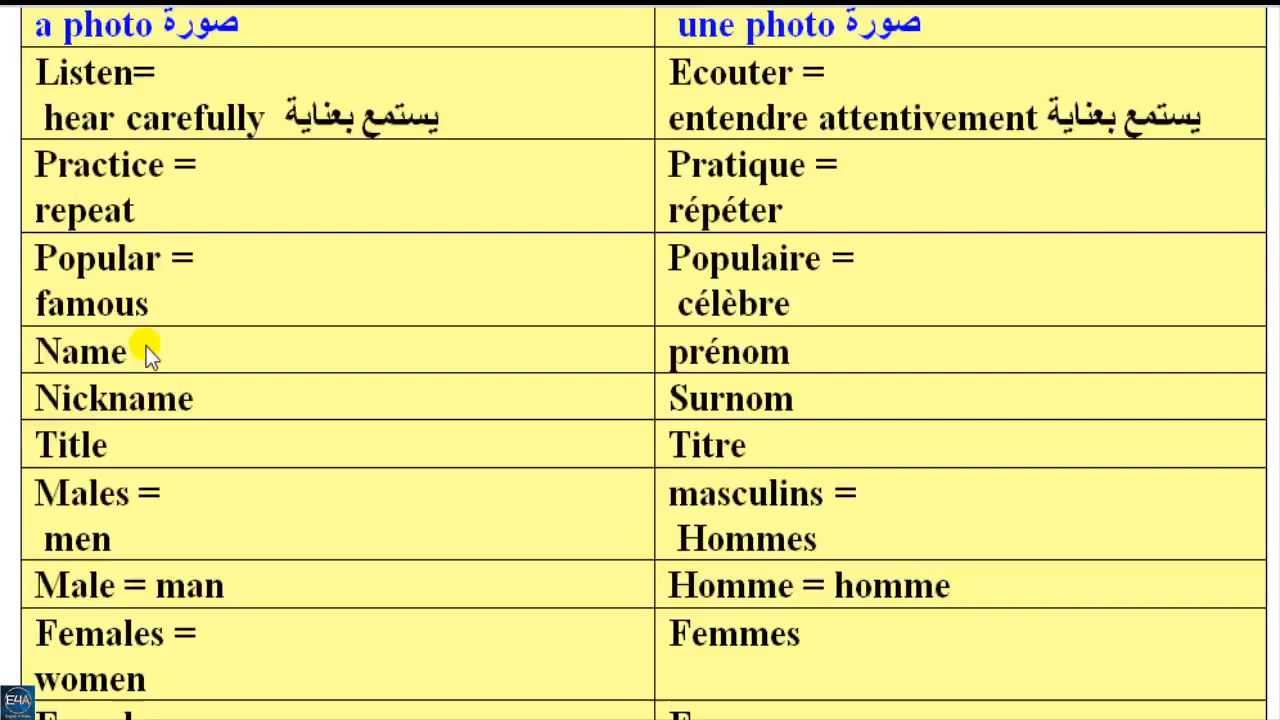 a photo صورة
une photo صورة
Listen=
hear carefully يستمع بعناية
Ecouter =
entendre attentivement يستمع بعناية
Practice =
repeat
Pratique =
répéter
Popular =
famous
Populaire =
célèbre
Name
prénom
Nickname
Surnom
Title
Titre
Males =
men
masculins =
Hommes
Male = man
Homme = homme
Females =
women
Femmes
E4A